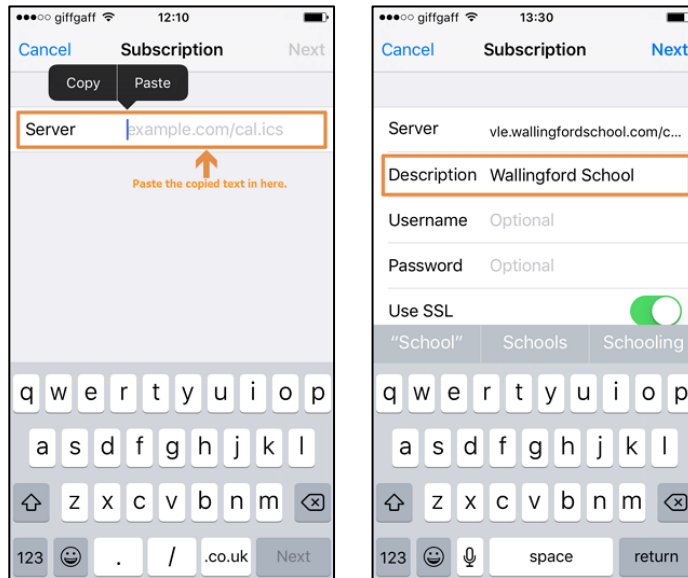 giffgaff 12:10
Cancel Subscription Next
Copy Paste
Server example.com/cal.ics
Paste the copied text in here.
q w e r t y u i o p
a s d f g h j k l
z x c v b n m
123 . / .co.uk Next
giffgaff 13:30
Cancel Subscription Next
Server vle.wallingfordschool.com/c...
Description Wallingford School
Username Optional
Password Optional
Use SSL
"School" Schools Schooling
q w e r t y u i o p
a s d f g h j k l
z x c v b n m
123 space return